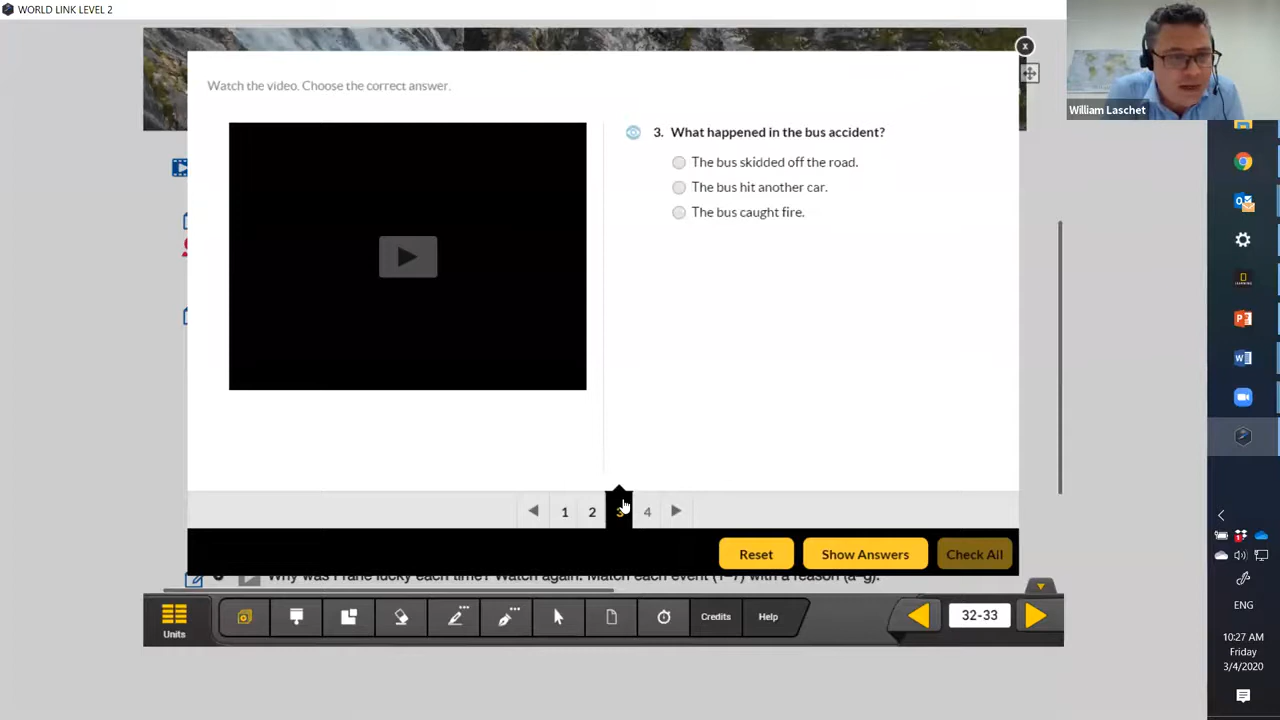 WORLD LINK LEVEL 2
William Laschet
Watch the video. Choose the correct answer.
3. What happened in the bus accident?
The bus skidded off the road.
The bus hit another car.
The bus caught fire.
1 2 3 4
Reset Show Answers Check All
Why was Frane lucky each time? Watch again. Match each event (1–7) with a reason (a–g).
Units
Credits Help
32-33
ENG
10:27 AM
Friday
3/4/2020